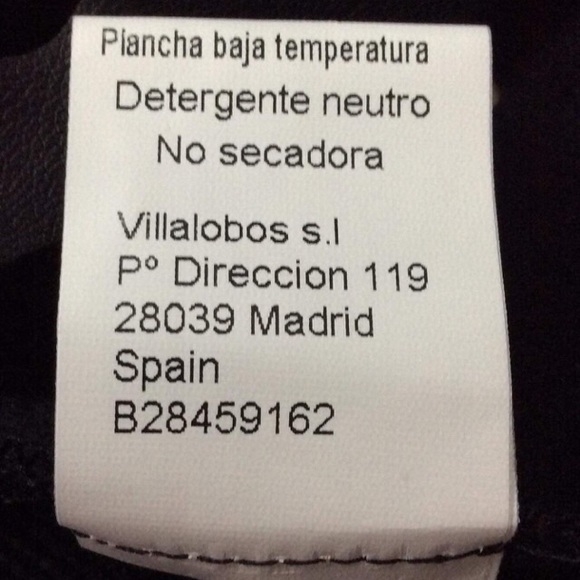 Plancha baja temperatura
Detergente neutro
No secadora
Villalobos s.l
Pº Direccion 119
28039 Madrid
Spain
B28459162